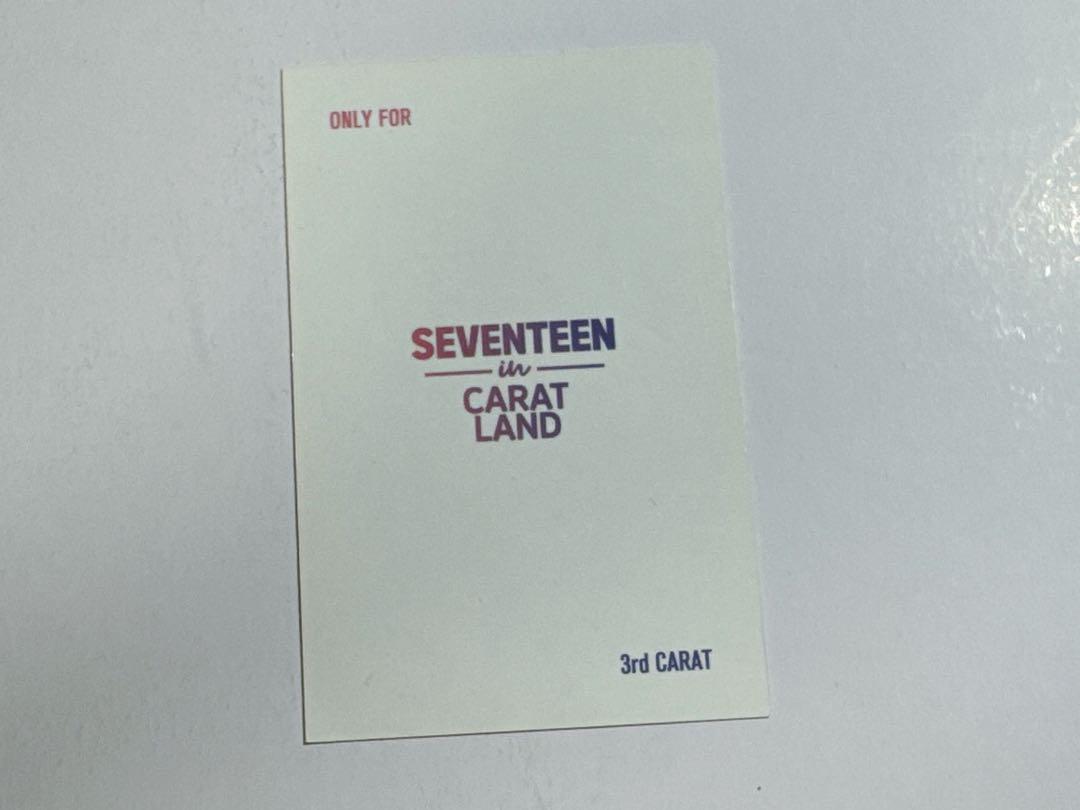 ONLY FOR
SEVENTEEN
in
CARAT
LAND
3rd CARAT